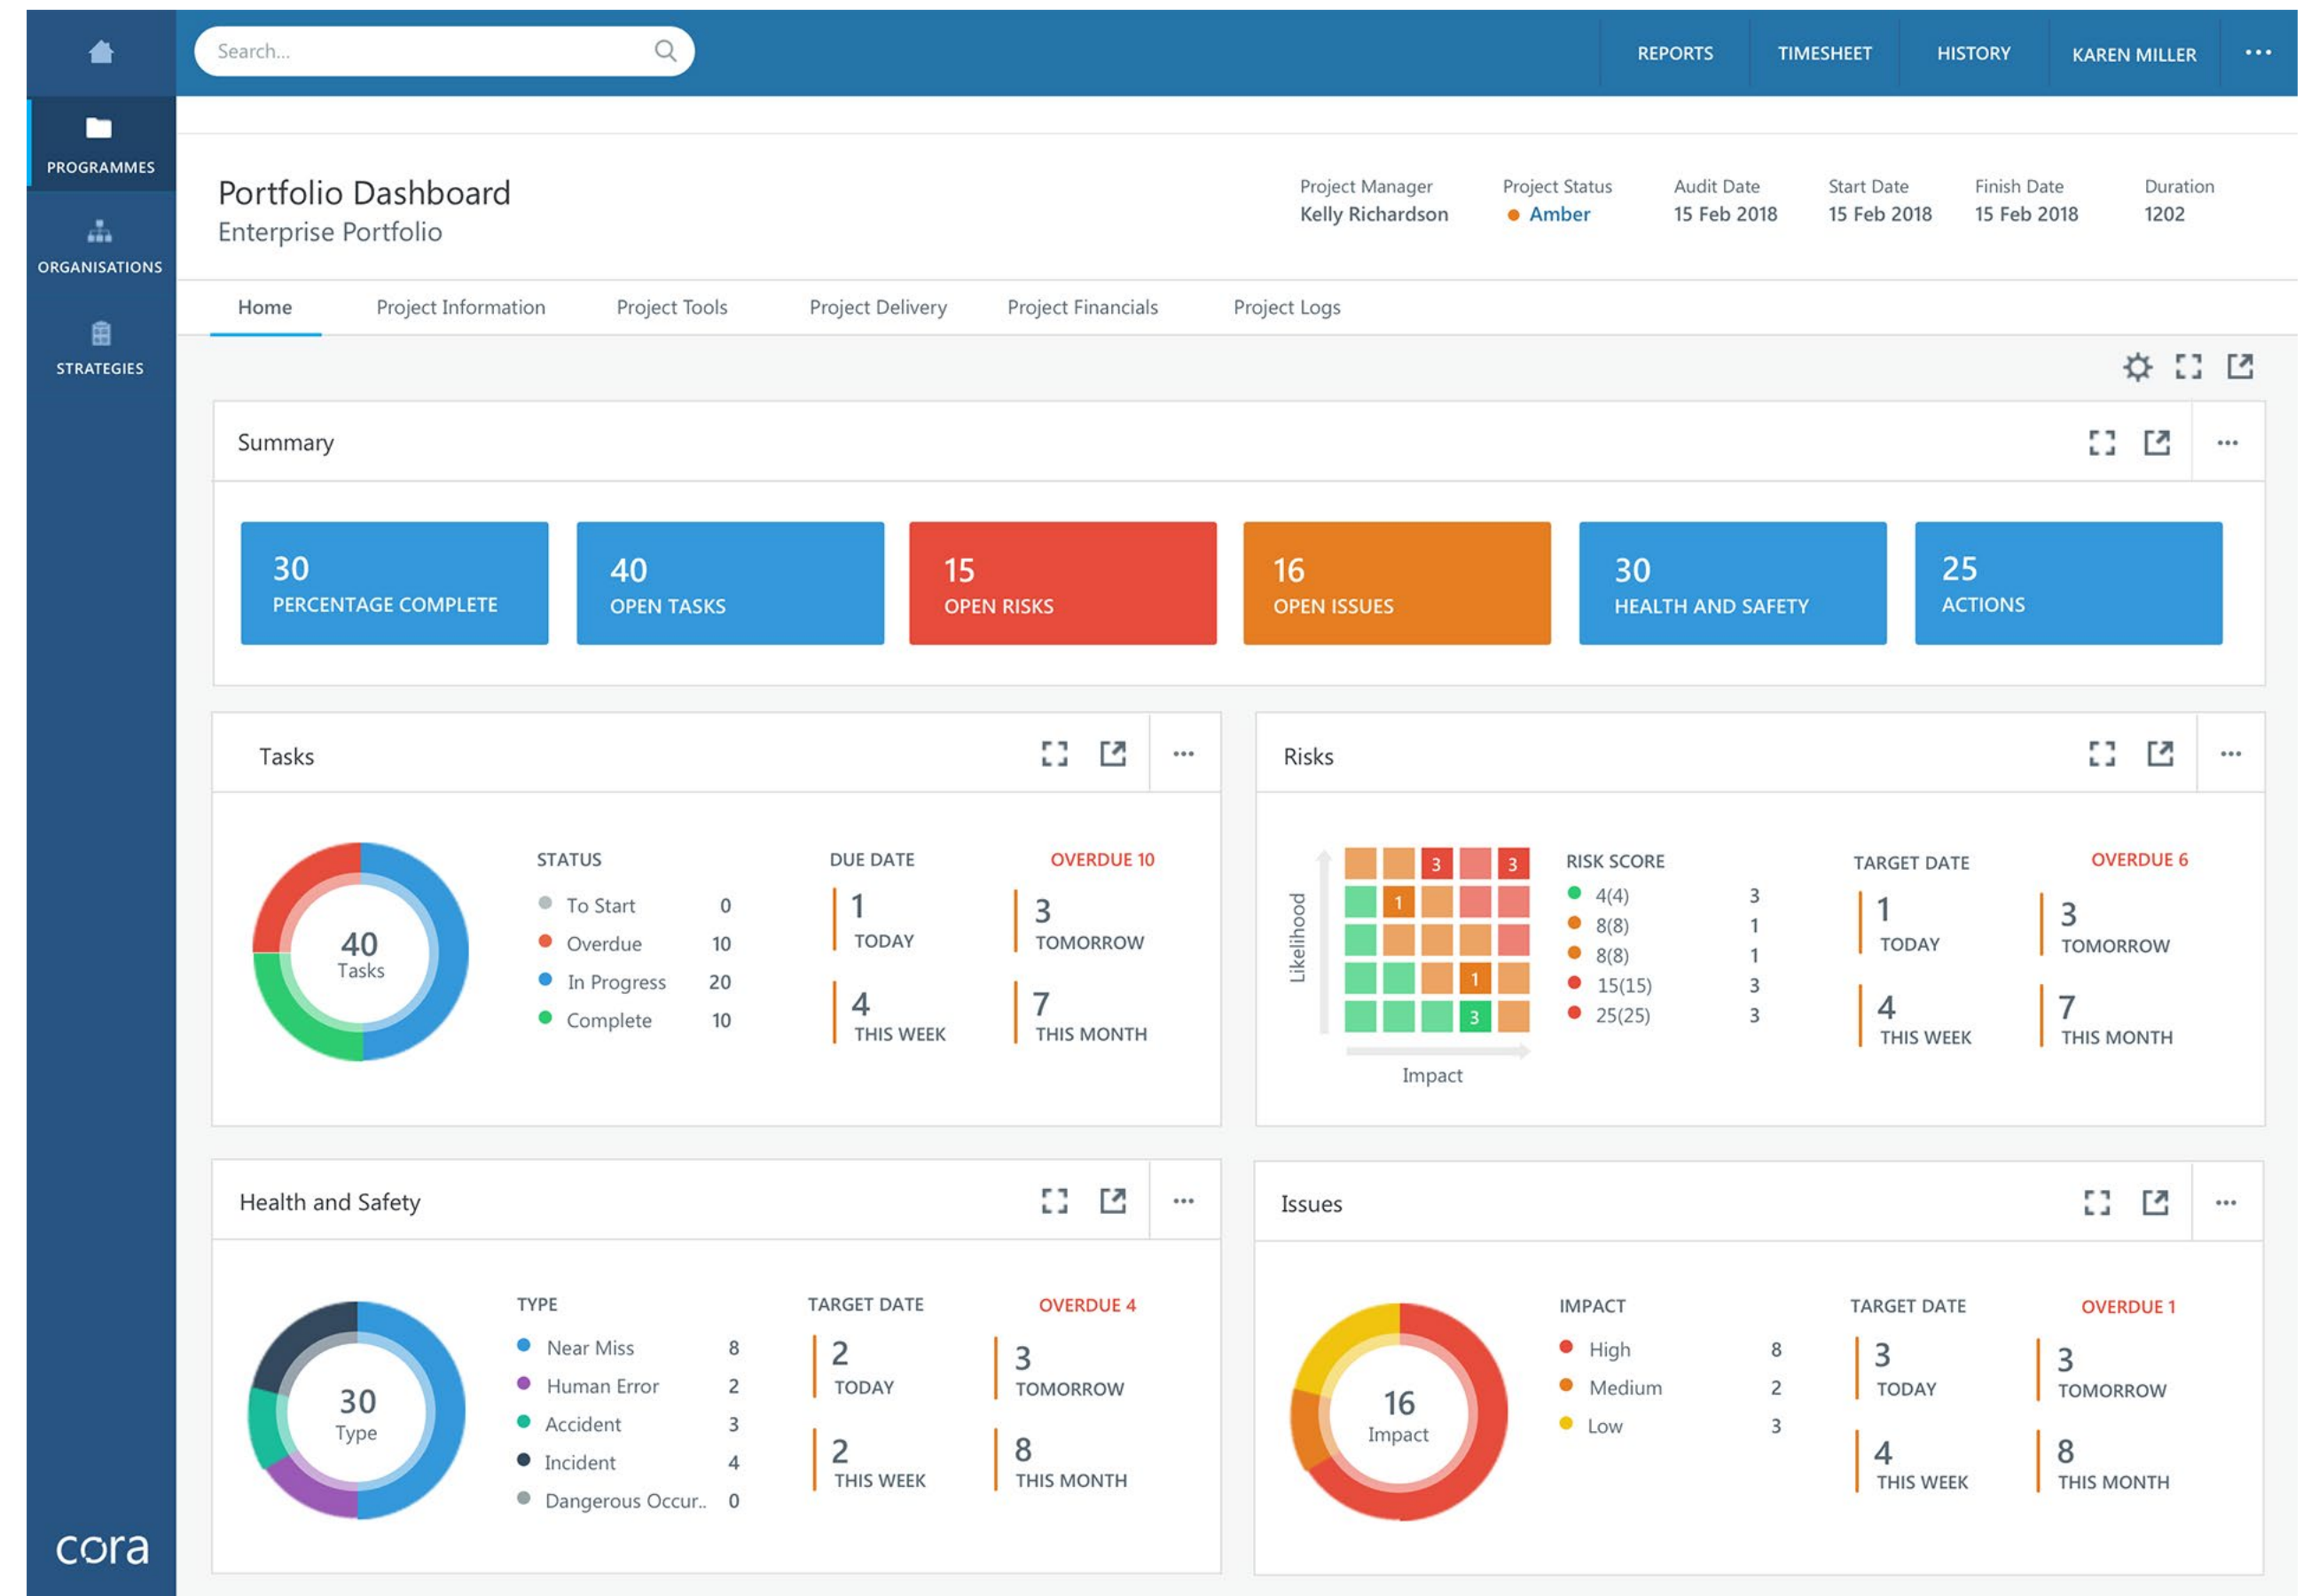 Search...
REPORTS
TIMESHEET
HISTORY
KAREN MILLER
PROGRAMMES
ORGANISATIONS
STRATEGIES
cora
Portfolio Dashboard
Enterprise Portfolio
Project Manager
Kelly Richardson
Project Status
Amber
Audit Date
15 Feb 2018
Start Date
15 Feb 2018
Finish Date
15 Feb 2018
Duration
1202
Home
Project Information
Project Tools
Project Delivery
Project Financials
Project Logs
Summary
30
PERCENTAGE COMPLETE
40
OPEN TASKS
15
OPEN RISKS
16
OPEN ISSUES
30
HEALTH AND SAFETY
25
ACTIONS
Tasks
40
Tasks
STATUS
To Start 0
Overdue 10
In Progress 20
Complete 10
DUE DATE
OVERDUE 10
1
TODAY
3
TOMORROW
4
THIS WEEK
7
THIS MONTH
Risks
Likelihood
3 3
1
1
3
Impact
RISK SCORE
4(4) 3
8(8) 1
8(8) 1
15(15) 3
25(25) 3
TARGET DATE
OVERDUE 6
1
TODAY
3
TOMORROW
4
THIS WEEK
7
THIS MONTH
Health and Safety
30
Type
TYPE
Near Miss 8
Human Error 2
Accident 3
Incident 4
Dangerous Occur.. 0
TARGET DATE
OVERDUE 4
2
TODAY
3
TOMORROW
2
THIS WEEK
8
THIS MONTH
Issues
16
Impact
IMPACT
High 8
Medium 2
Low 3
TARGET DATE
OVERDUE 1
3
TODAY
3
TOMORROW
4
THIS WEEK
8
THIS MONTH